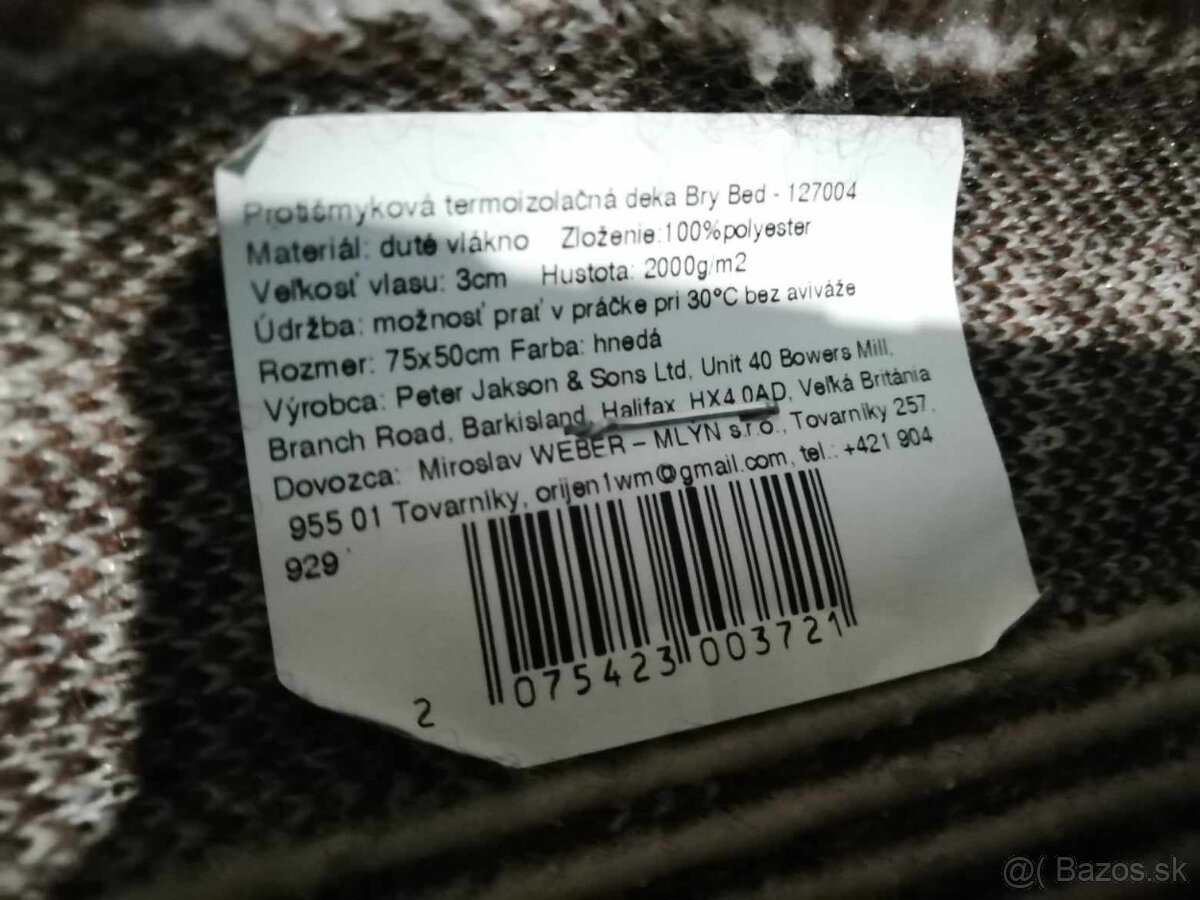 Protišmyková termoizolačná deka Bry Bed - 127004
Materiál: duté vlákno Zloženie:100%polyester
Veľkosť vlasu: 3cm Hustota: 2000g/m2
Údržba: možnosť prať v práčke pri 30°C bez aviváže
Rozmer: 75x50cm Farba: hnedá
Výrobca: Peter Jakson & Sons Ltd, Unit 40 Bowers Mill,
Branch Road, Barkisland, Halifax HX4 0AD, Veľká Británia
Dovozca: Miroslav WEBER – MLYN s.r.o., Tovarníky 257,
955 01 Tovarníky, orijen1wm@gmail.com, tel.: +421 904
929
2 075423 003721
@( Bazos.sk